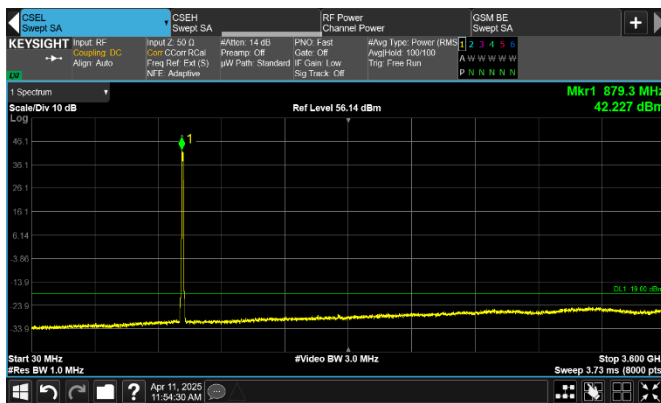 CSEL
Swept SA
CSEH
Swept SA
RF Power
Channel Power
GSM BE
Swept SA
KEYSIGHT
Input: RF
Coupling: DC
Align: Auto
Input Z: 50 Ω
Corr CCorr RCal
Freq Ref: Ext (S)
NFE: Adaptive
#Atten: 14 dB
Preamp: Off
µW Path: Standard
PNO: Fast
Gate: Off
IF Gain: Low
Sig Track: Off
#Avg Type: Power (RMS
Avg|Hold: 100/100
Trig: Free Run
1 2 3 4 5 6
A W W W W W
P N N N N N
LXI
1 Spectrum
Scale/Div 10 dB
Log
Ref Level 56.14 dBm
Mkr1 879.3 MHz
42.227 dBm
1
46.1
36.1
26.1
16.1
6.14
-3.86
-13.9
-23.9
-33.9
Start 30 MHz
#Res BW 1.0 MHz
#Video BW 3.0 MHz
Stop 3.600 GHz
Sweep 3.73 ms (8000 pts)
?
Apr 11, 2025
11:54:30 AM